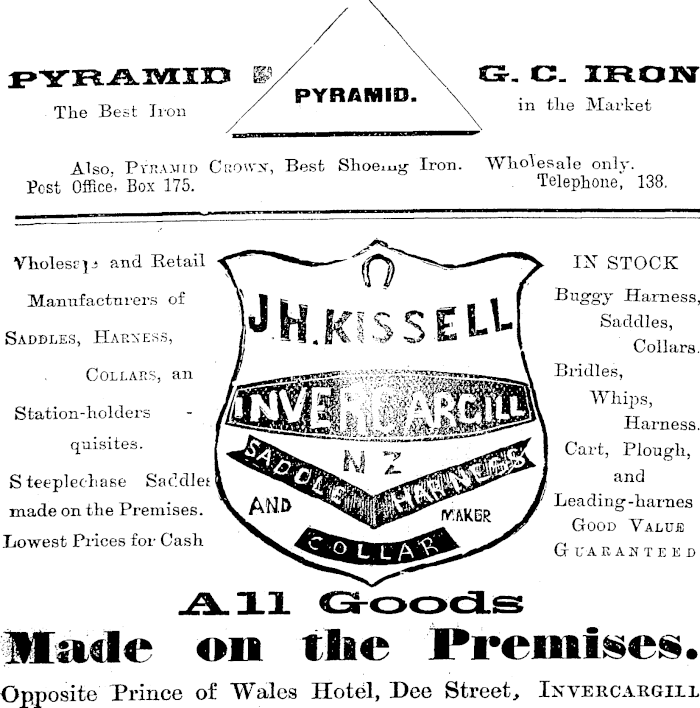 PYRAMID
The Best Iron
PYRAMID.
G. C. IRON
in the Market
Also, PYRAMID CROWN, Best Shoeing Iron. Wholesale only.
Post Office. Box 175. Telephone, 138.
Wholesale and Retail
Manufacturers of
SADDLES, HARNESS,
COLLARS, an
Station-holders -
quisites.
Steeplechase Saddles
made on the Premises.
Lowest Prices for Cash
J.H. KISSELL
INVERCARGILL
N Z
SADDLE HARNESS
AND MAKER
COLLAR
IN STOCK
Buggy Harness,
Saddles,
Collars.
Bridles,
Whips,
Harness.
Cart, Plough,
and
Leading-harnes
GOOD VALUE
GUARANTEED
All Goods
Made on the Premises.
Opposite Prince of Wales Hotel, Dee Street, INVERCARGILL